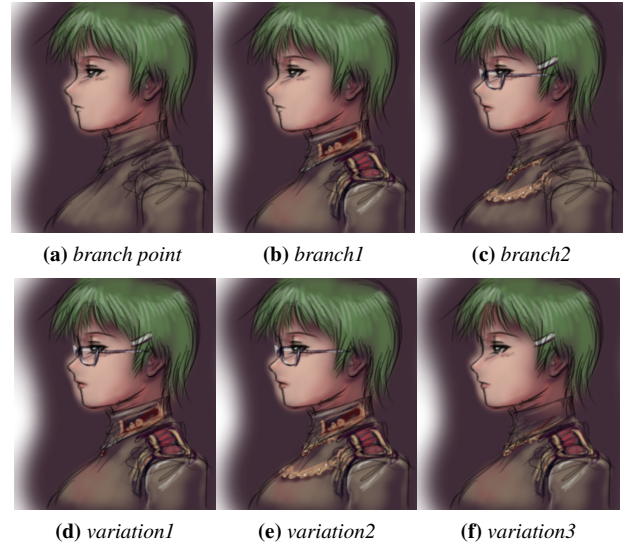 (a) branch point (b) branch1 (c) branch2
(d) variation1 (e) variation2 (f) variation3